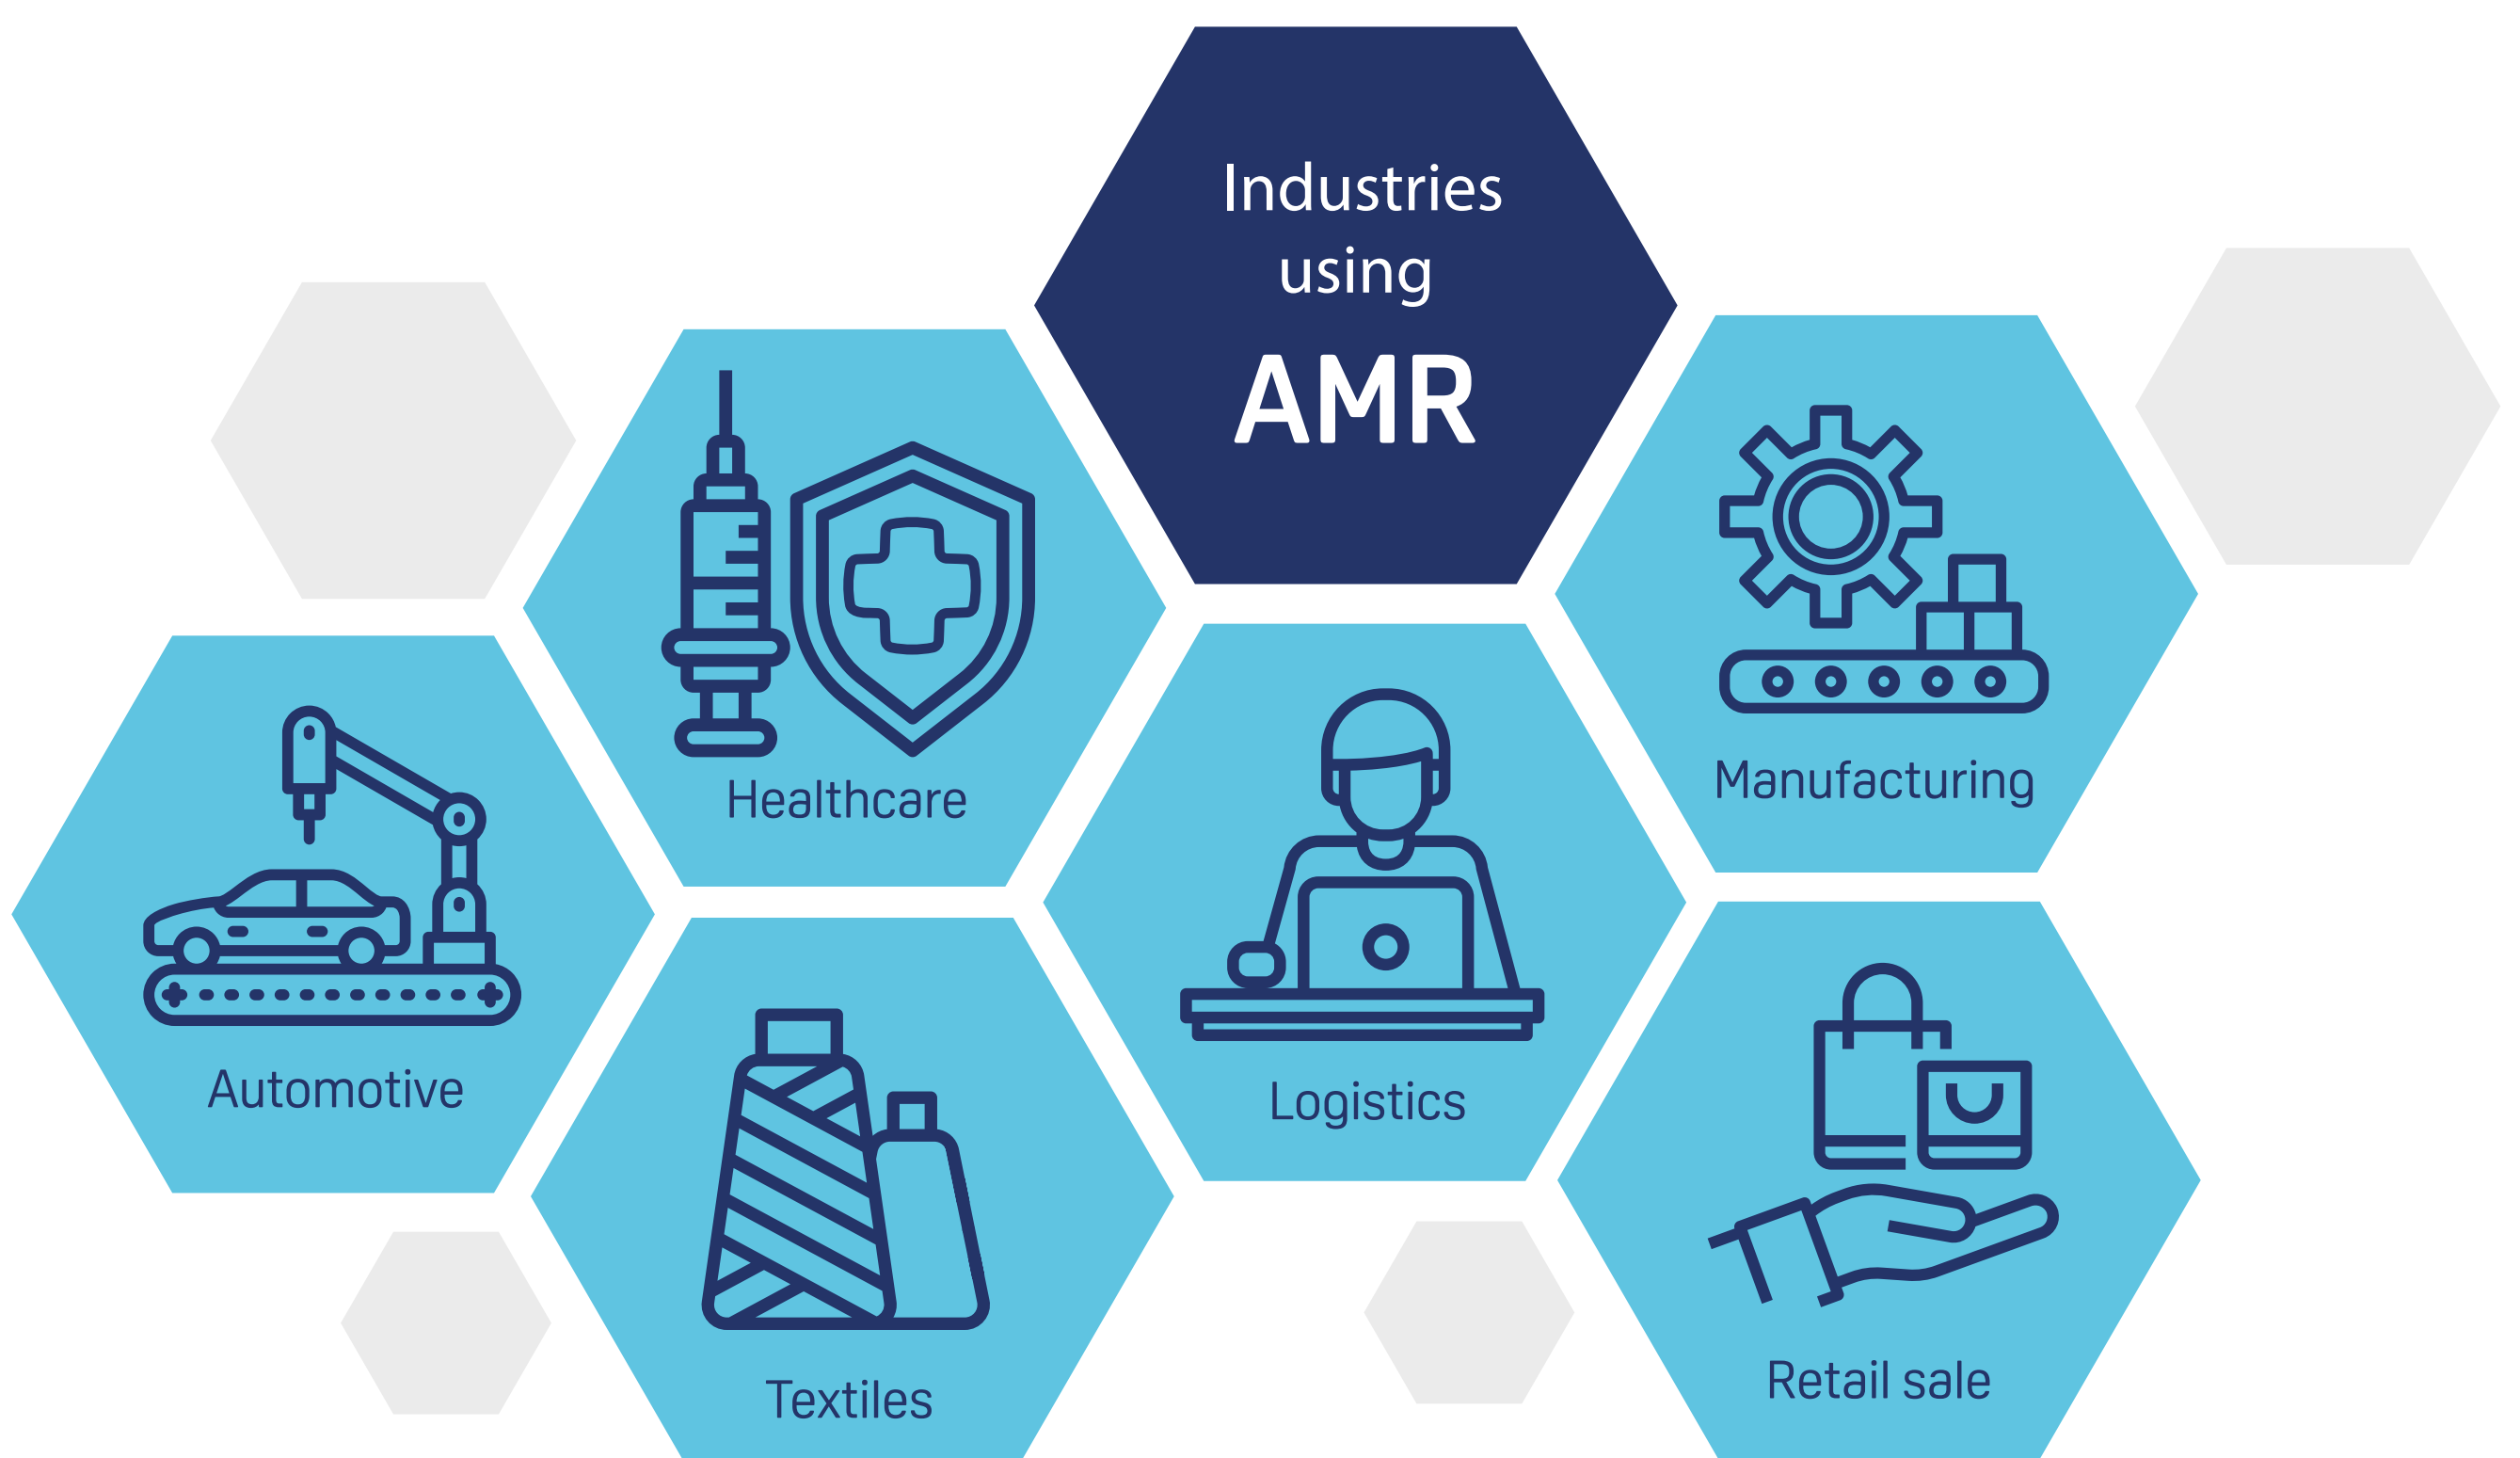 Industries
using
AMR
Healthcare
Manufacturing
Automotive
Logistics
Textiles
Retail sale